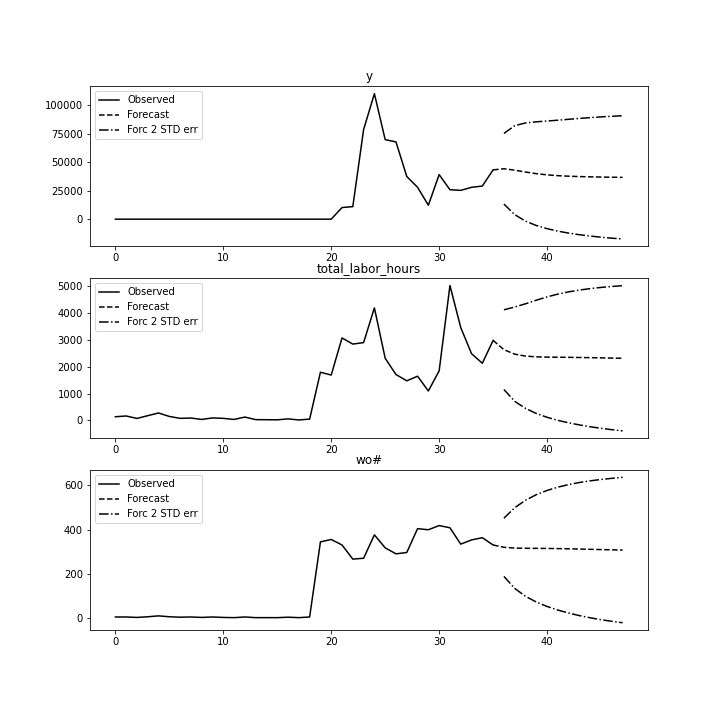 y
Observed
Forecast
Forc 2 STD err
100000
75000
50000
25000
0
0 10 20 30 40
total_labor_hours
Observed
Forecast
Forc 2 STD err
5000
4000
3000
2000
1000
0
0 10 20 30 40
wo#
Observed
Forecast
Forc 2 STD err
600
400
200
0
0 10 20 30 40